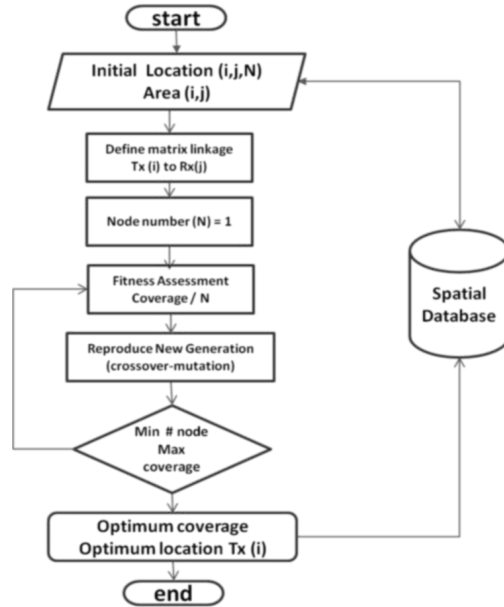 start
Initial Location (i,j,N)
Area (i,j)
Define matrix linkage
Tx (i) to Rx(j)
Node number (N) = 1
Fitness Assessment
Coverage / N
Reproduce New Generation
(crossover-mutation)
Min # node
Max
coverage
Optimum coverage
Optimum location Tx (i)
end
Spatial
Database